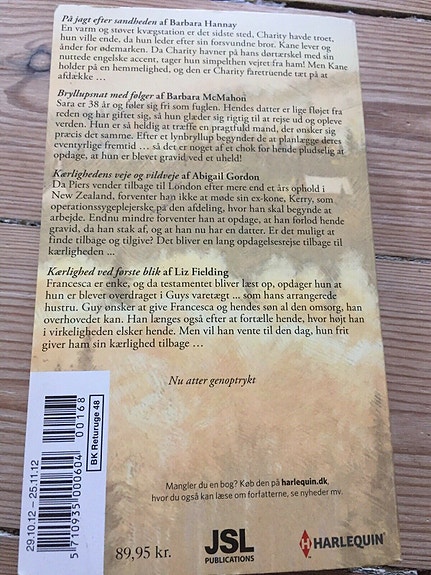 På jagt efter sandheden af Barbara Hannay
En varm og støvet kvægstation er det sidste sted, Charity havde troet,
hun ville ende, da hun leder efter sin forsvundne bror. Kane lever og
ånder for ødemarken. Da Charity havner på hans dørtærskel med sin
nuttede engelske accent, tager hun simpelthen vejret fra ham! Men Kane
holder på en hemmelighed, og den er Charity faretruende tæt på at
afdække ...
Bryllupsnat med følger af Barbara McMahon
Sara er 38 år og føler sig fri som fuglen. Hendes datter er lige fløjet fra
reden og har giftet sig, så hun glæder sig rigtig til at rejse ud og opleve
verden. Hun er så heldig at træffe en pragtfuld mand, der ønsker sig
præcis det samme. Efter et lynbryllup begynder de at planlægge deres
eventyrlige fremtid ... så det er noget af et chok for hende pludselig at
opdage, at hun er blevet gravid ved et uheld!
Kærlighedens veje og vildveje af Abigail Gordon
Da Piers vender tilbage til London efter mere end et års ophold i
New Zealand, forventer han ikke at møde sin ex-kone, Kerry, som
operationssygeplejerske på den afdeling, hvor han skal begynde at
arbejde. Endnu mindre forventer han at opdage, at hun forlod hende
gravid, da han stak af, og at han nu har en datter. Er det muligt at
finde tilbage og tilgive? Det bliver en lang opdagelsesrejse tilbage til
kærligheden ...
Kærlighed ved første blik af Liz Fielding
Francesca er enke, og da testamentet bliver læst op, opdager hun at
hun er blevet overdraget i Guys varetægt ... som hans arrangerede
hustru. Guy ønsker at give Francesca og hendes søn al den omsorg, han
overhovedet kan. Han længes også efter at fortælle hende, hvor højt han
i virkeligheden elsker hende. Men vil han vente til den dag, hun frit
giver ham sin kærlighed tilbage ...
Nu atter genoptrykt
29.10.12 - 25.11.12
5 710935 000604
00168
BK Returuge 48
Mangler du en bog? Køb den på harlequin.dk,
hvor du også kan læse om forfatterne, se nyheder mv.
89,95 kr.
JSL
PUBLICATIONS
HARLEQUIN